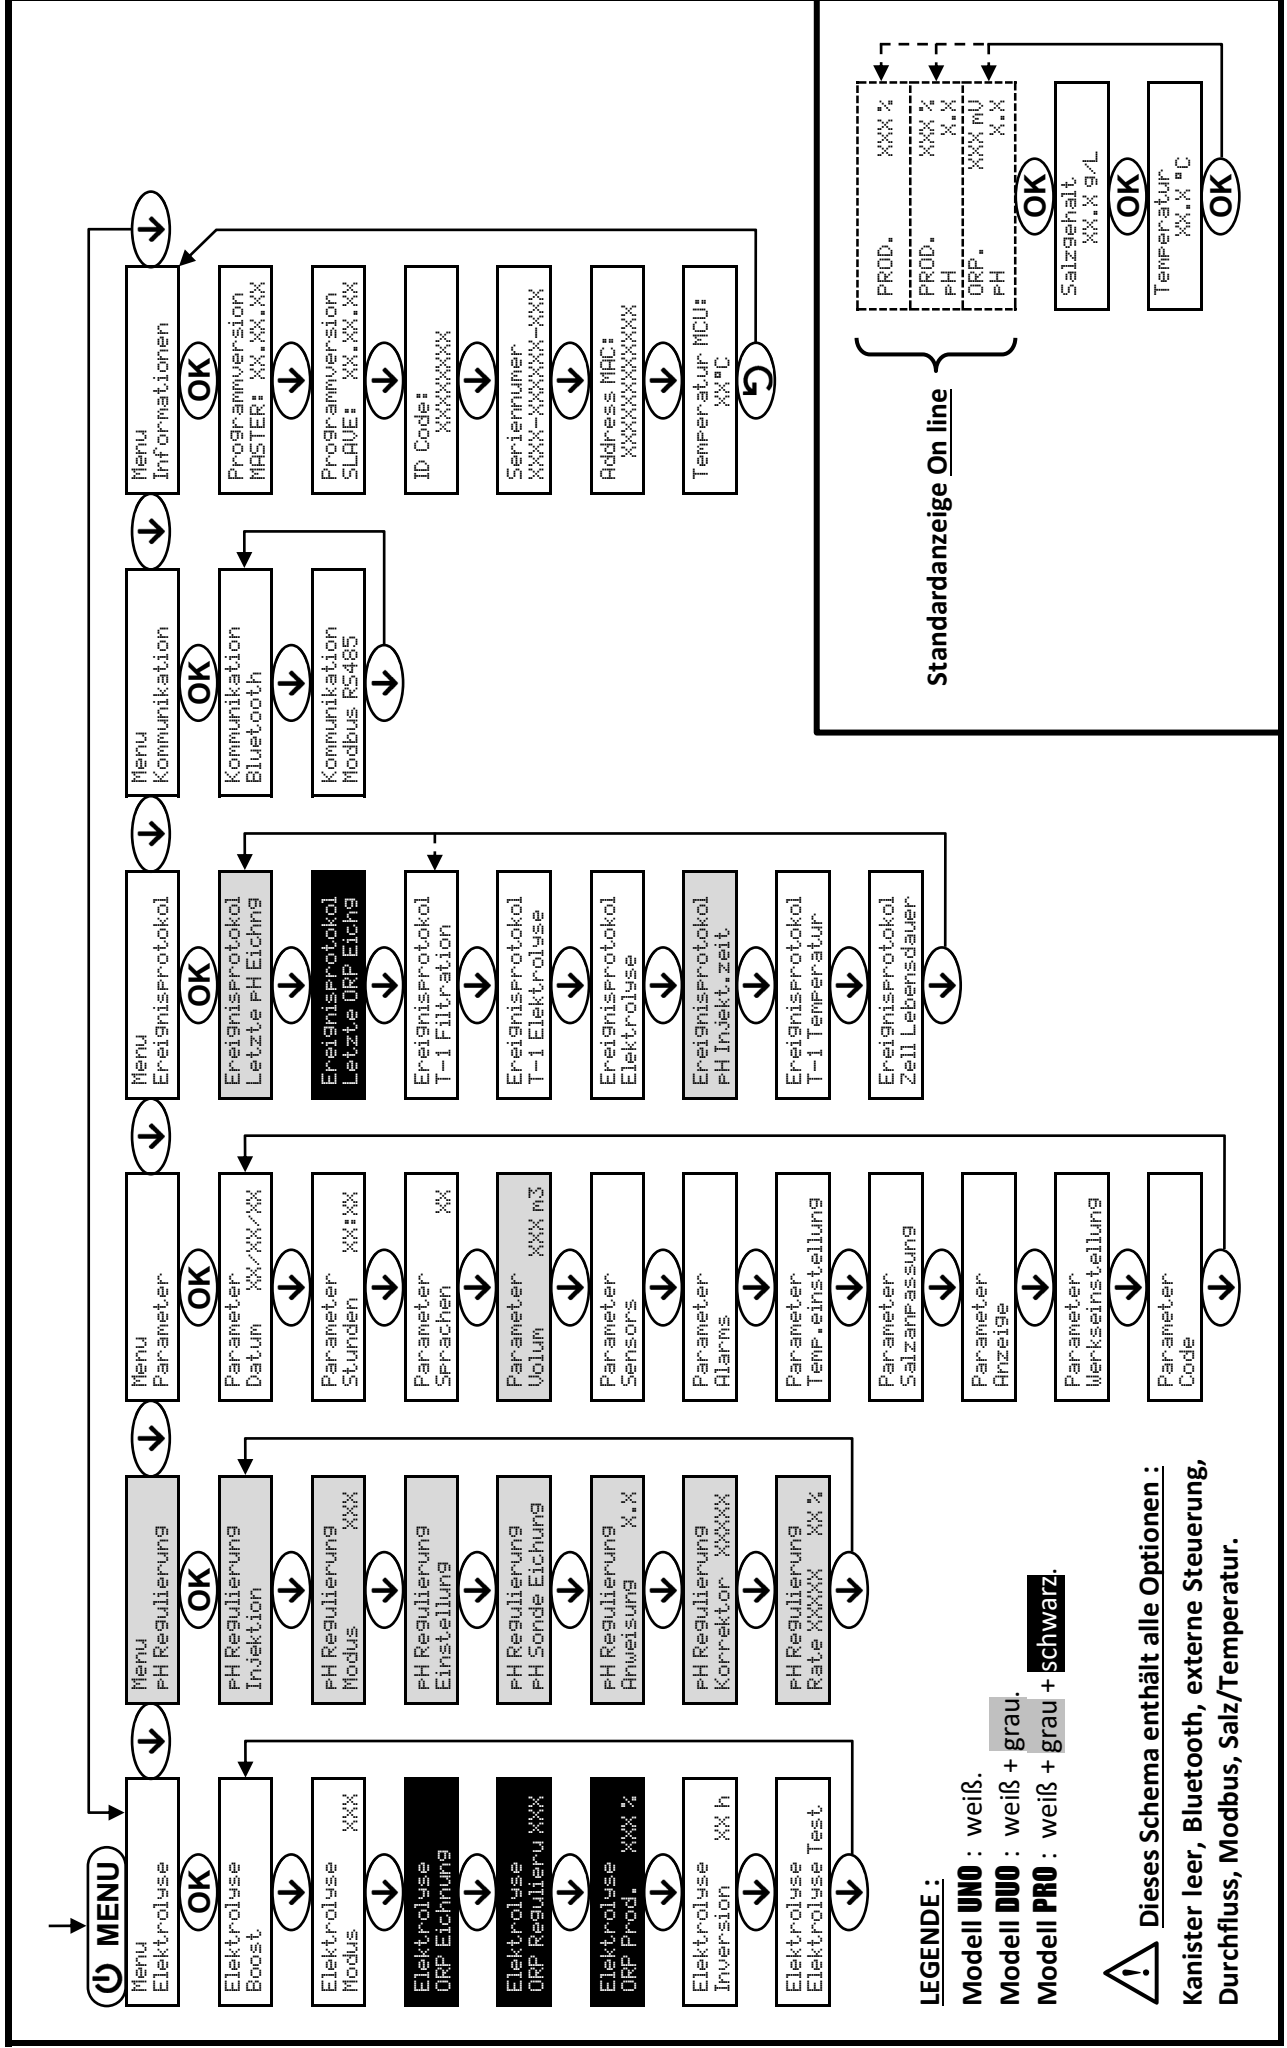 MENU
Menu
Elektrolyse
OK
Elektrolyse
Boost
Elektrolyse
Modus XXX
Elektrolyse
ORP Eichnung
Elektrolyse
ORP Regulieru XXX
Elektrolyse
ORP Prod. XXX %
Elektrolyse
Inversion XX h
Elektrolyse
Elektrolyse Test
Menu
pH Regulierung
OK
pH Regulierung
Injektion
pH Regulierung
Modus XXX
pH Regulierung
Einstellung
pH Regulierung
pH Sonde Eichung
pH Regulierung
Anweisung X.X
pH Regulierung
Korrektor XXXXX
pH Regulierung
Rate XXXXX XX %
Menu
Parameter
OK
Parameter
Datum XX/XX/XX
Parameter
Stunden XX:XX
Parameter
Sprachen XX
Parameter
Volum XXX m3
Parameter
Sensors
Parameter
Alarms
Parameter
Temp.einstellung
Parameter
Salzanpassung
Parameter
Anzeige
Parameter
Werkseinstellung
Parameter
Code
Menu
Ereignisprotokol
OK
Ereignisprotokol
Letzte pH Eichng
Ereignisprotokol
Letzte ORP Eichg
Ereignisprotokol
T-1 Filtration
Ereignisprotokol
T-1 Elektrolyse
Ereignisprotokol
Elektrolyse
Ereignisprotokol
pH Injekt.zeit
Ereignisprotokol
T-1 Temperatur
Ereignisprotokol
Zell Lebensdauer
Menu
Kommunikation
OK
Kommunikation
Bluetooth
Kommunikation
Modbus RS485
Menu
Informationen
OK
Programmversion
MASTER: XX.XX.XX
Programmversion
SLAVE: XX.XX.XX
ID Code:
XXXXXXXX
Seriennumer
XXXX-XXXXXX-XXX
Address MAC:
XXXXXXXXXXXX
Temperatur MCU:
XX°C
LEGENDE :
Modell UNO : weiß.
Modell DUO : weiß + grau.
Modell PRO : weiß + grau + schwarz.
Dieses Schema enthält alle Optionen :
Kanister leer, Bluetooth, externe Steuerung,
Durchfluss, Modbus, Salz/Temperatur.
Standardanzeige On line
PROD. XXX %
PROD. XXX %
pH X.X
ORP. XXX mV
pH X.X
OK
Salzgehalt
XX.X g/L
OK
Temperatur
XX.X °C
OK